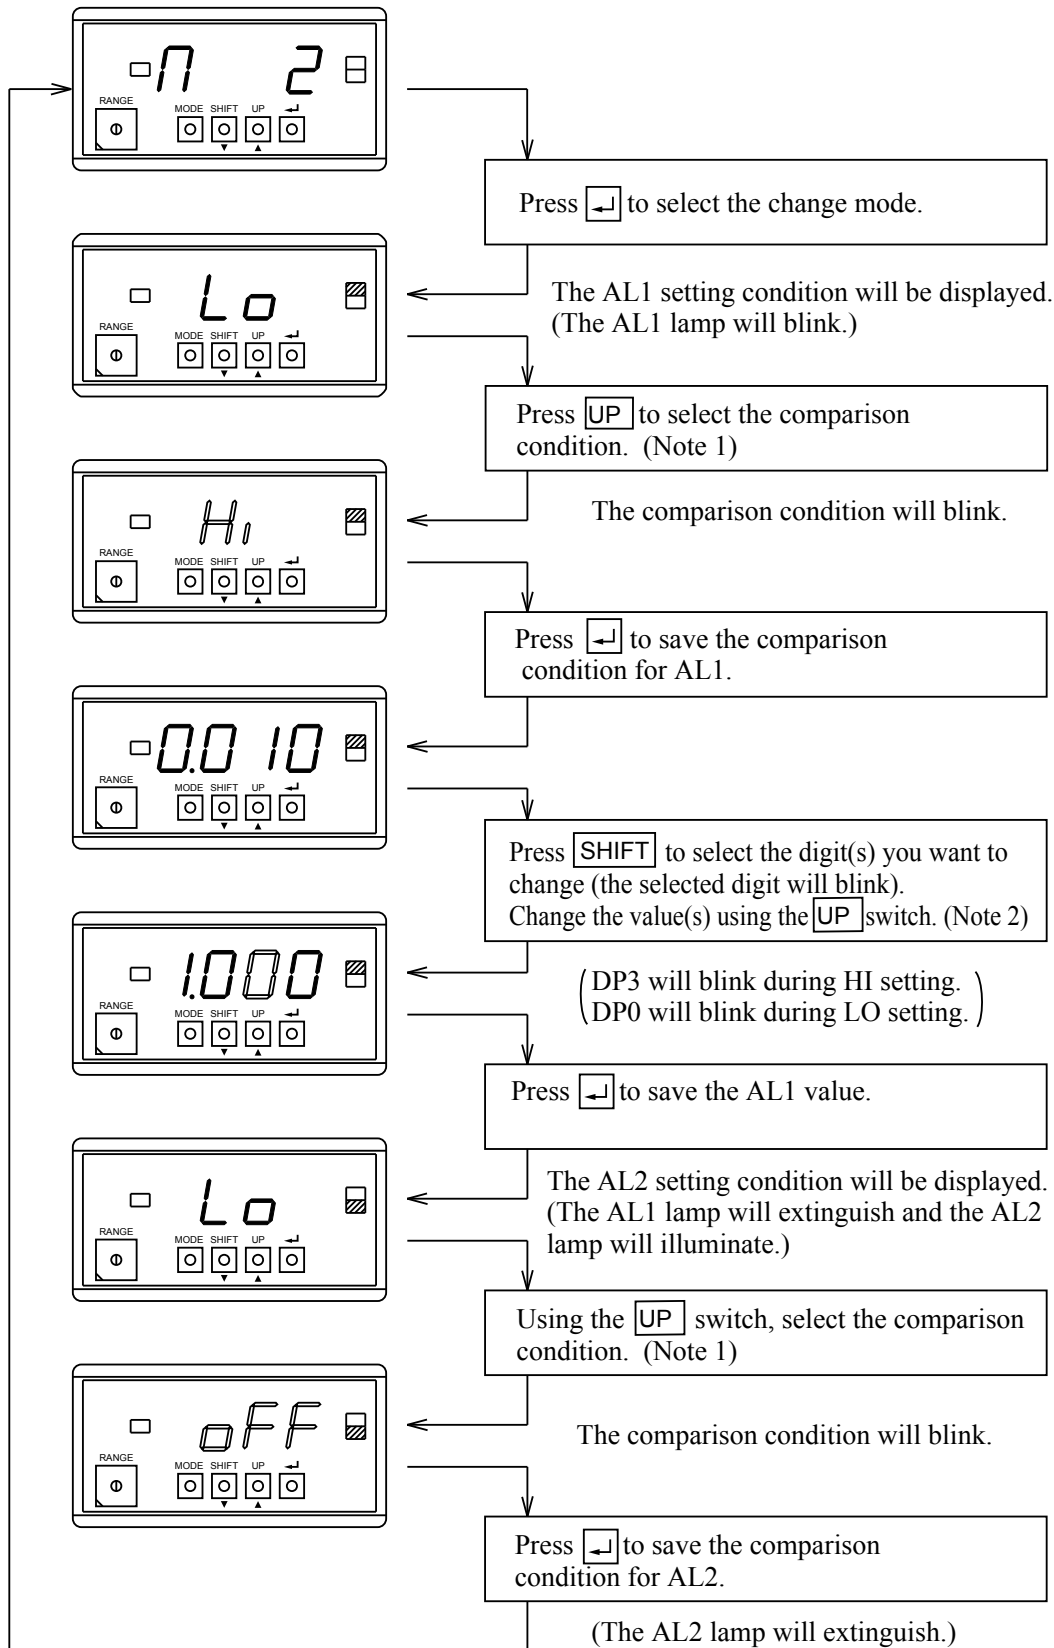 П 2
RANGE
MODE SHIFT UP ↵
Press ↵ to select the change mode.
Lo
The AL1 setting condition will be displayed.
(The AL1 lamp will blink.)
RANGE
MODE SHIFT UP ↵
Press UP to select the comparison
condition. (Note 1)
Hi
The comparison condition will blink.
RANGE
MODE SHIFT UP ↵
Press ↵ to save the comparison
condition for AL1.
0.010
RANGE
MODE SHIFT UP ↵
Press SHIFT to select the digit(s) you want to
change (the selected digit will blink).
Change the value(s) using the UP switch. (Note 2)
1.000
(DP3 will blink during HI setting.
DP0 will blink during LO setting.)
RANGE
MODE SHIFT UP ↵
Press ↵ to save the AL1 value.
Lo
The AL2 setting condition will be displayed.
(The AL1 lamp will extinguish and the AL2
lamp will illuminate.)
RANGE
MODE SHIFT UP ↵
Using the UP switch, select the comparison
condition. (Note 1)
oFF
The comparison condition will blink.
RANGE
MODE SHIFT UP ↵
Press ↵ to save the comparison
condition for AL2.
(The AL2 lamp will extinguish.)